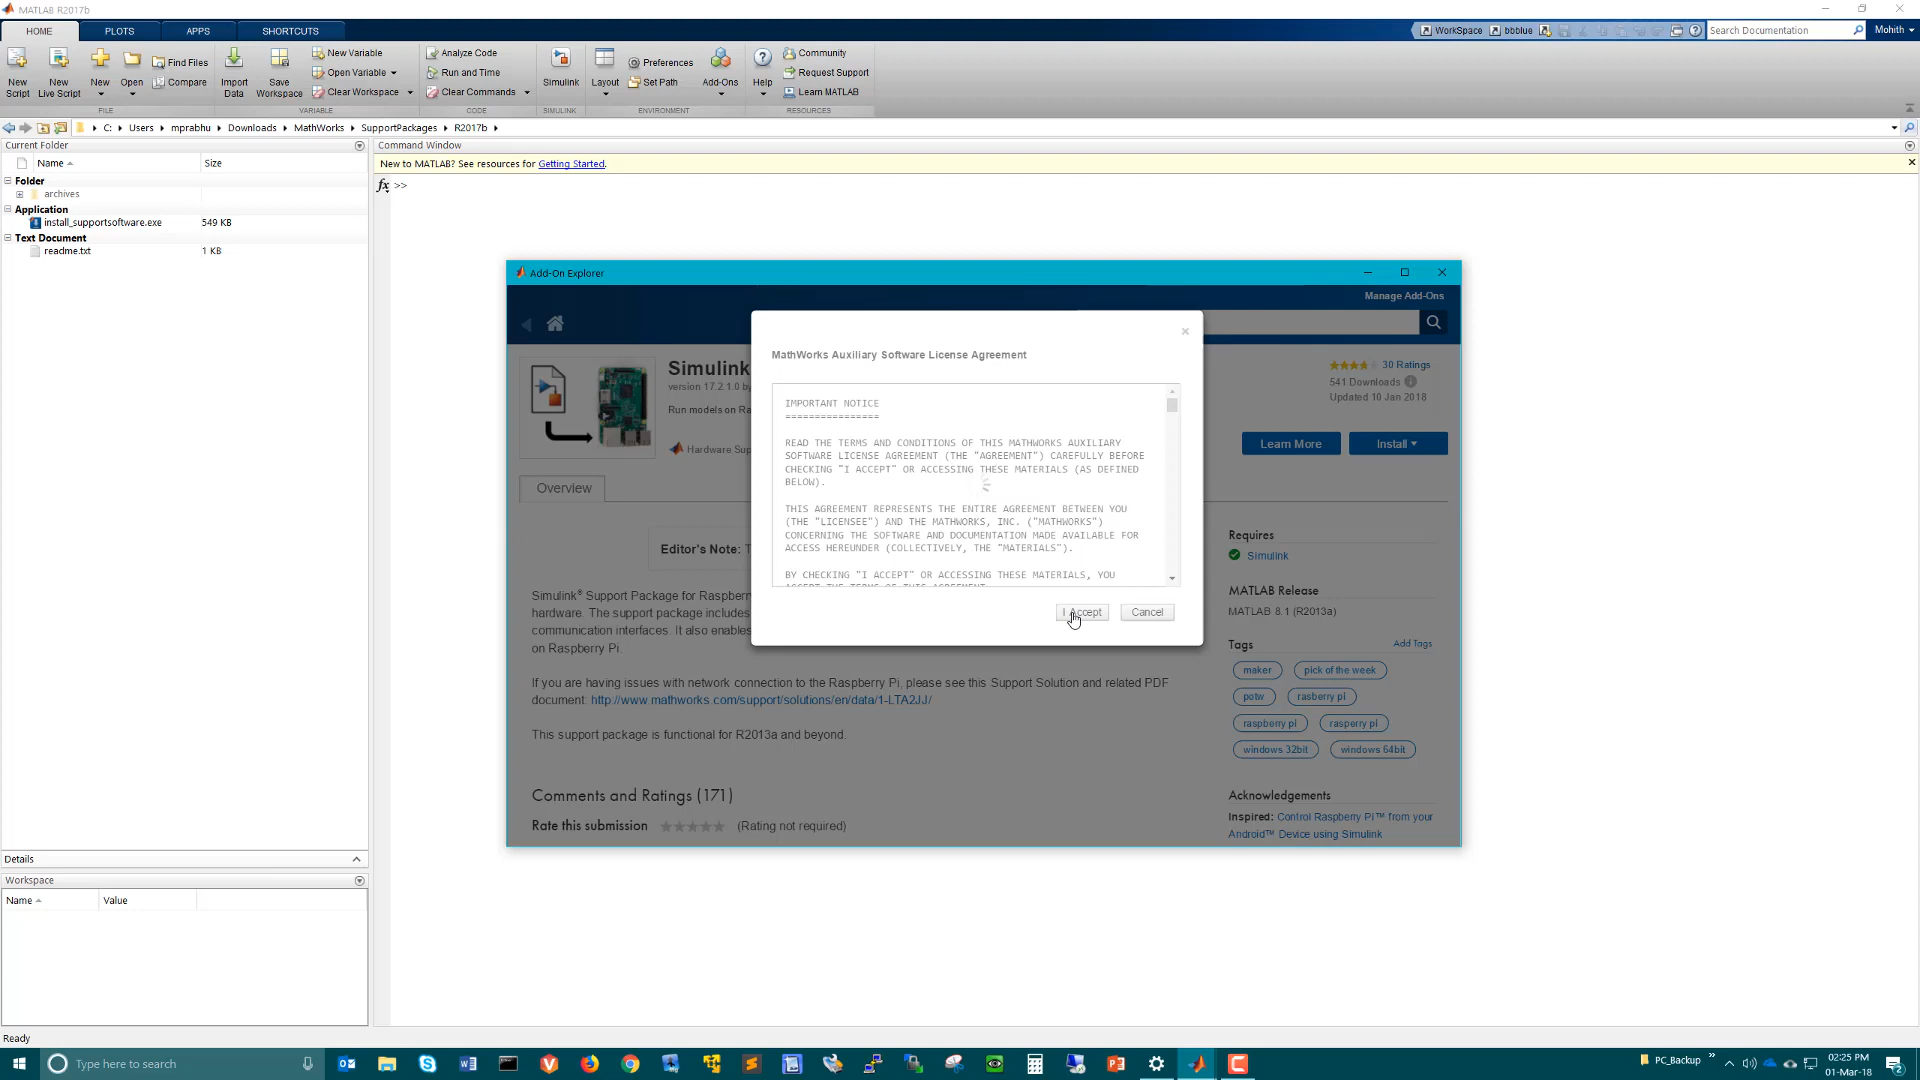 MATLAB R2017b
HOME
PLOTS
APPS
SHORTCUTS
WorkSpace
bbblue
Search Documentation
Mohith
New Script
New Live Script
New
Open
Find Files
Compare
Import Data
Save Workspace
New Variable
Open Variable
Clear Workspace
Analyze Code
Run and Time
Clear Commands
Simulink
Layout
Preferences
Set Path
Add-Ons
Help
Community
Request Support
Learn MATLAB
FILE
VARIABLE
CODE
SIMULINK
ENVIRONMENT
RESOURCES
C:
Users
mprabhu
Downloads
MathWorks
SupportPackages
R2017b
Current Folder
Name
Size
Folder
archives
Application
install_supportsoftware.exe 549 KB
Text Document
readme.txt 1 KB
Command Window
New to MATLAB? See resources for Getting Started.
fx >>
Add-On Explorer
Manage Add-Ons
Simulink
version 17.2.1.0 by
Run models on Ra
Hardware Sup
30 Ratings
541 Downloads
Updated 10 Jan 2018
Learn More
Install
Overview
Editor's Note: T
Simulink® Support Package for Raspberr
hardware. The support package includes
communication interfaces. It also enables
on Raspberry Pi.
If you are having issues with network connection to the Raspberry Pi, please see this Support Solution and related PDF
document: http://www.mathworks.com/support/solutions/en/data/1-LTA2JJ/
This support package is functional for R2013a and beyond.
Comments and Ratings (171)
Rate this submission
(Rating not required)
MathWorks Auxiliary Software License Agreement
IMPORTANT NOTICE
================
READ THE TERMS AND CONDITIONS OF THIS MATHWORKS AUXILIARY
SOFTWARE LICENSE AGREEMENT (THE "AGREEMENT") CAREFULLY BEFORE
CHECKING "I ACCEPT" OR ACCESSING THESE MATERIALS (AS DEFINED
BELOW).
THIS AGREEMENT REPRESENTS THE ENTIRE AGREEMENT BETWEEN YOU
(THE "LICENSEE") AND THE MATHWORKS, INC. ("MATHWORKS")
CONCERNING THE SOFTWARE AND DOCUMENTATION MADE AVAILABLE FOR
ACCESS HEREUNDER (COLLECTIVELY, THE "MATERIALS").
BY CHECKING "I ACCEPT" OR ACCESSING THESE MATERIALS, YOU
ACCEPT THE TERMS OF THIS AGREEMENT
I Accept
Cancel
Requires
Simulink
MATLAB Release
MATLAB 8.1 (R2013a)
Tags
Add Tags
maker
pick of the week
potw
rasberry pi
raspberry pi
rasperry pi
windows 32bit
windows 64bit
Acknowledgements
Inspired: Control Raspberry Pi™ from your
Android™ Device using Simulink
Details
Workspace
Name
Value
Ready
Type here to search
PC_Backup
02:25 PM
01-Mar-18
2